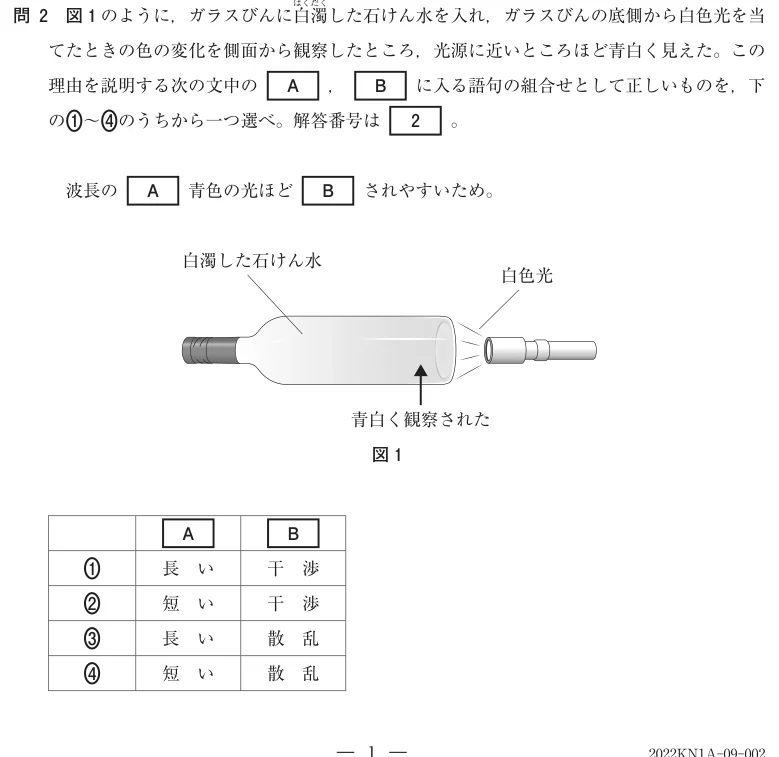 はくだく
問 2 図1のように，ガラスびんに白濁した石けん水を入れ，ガラスびんの底側から白色光を当
てたときの色の変化を側面から観察したところ，光源に近いところほど青白く見えた。この
理由を説明する次の文中の A ， B に入る語句の組合せとして正しいものを，下
の①～④のうちから一つ選べ。解答番号は 2 。
波長の A 青色の光ほど B されやすいため。
白濁した石けん水
白色光
青白く観察された
図1
A B
① 長い 干渉
② 短い 干渉
③ 長い 散乱
④ 短い 散乱
― 1 ―
2022KN1A-09-002